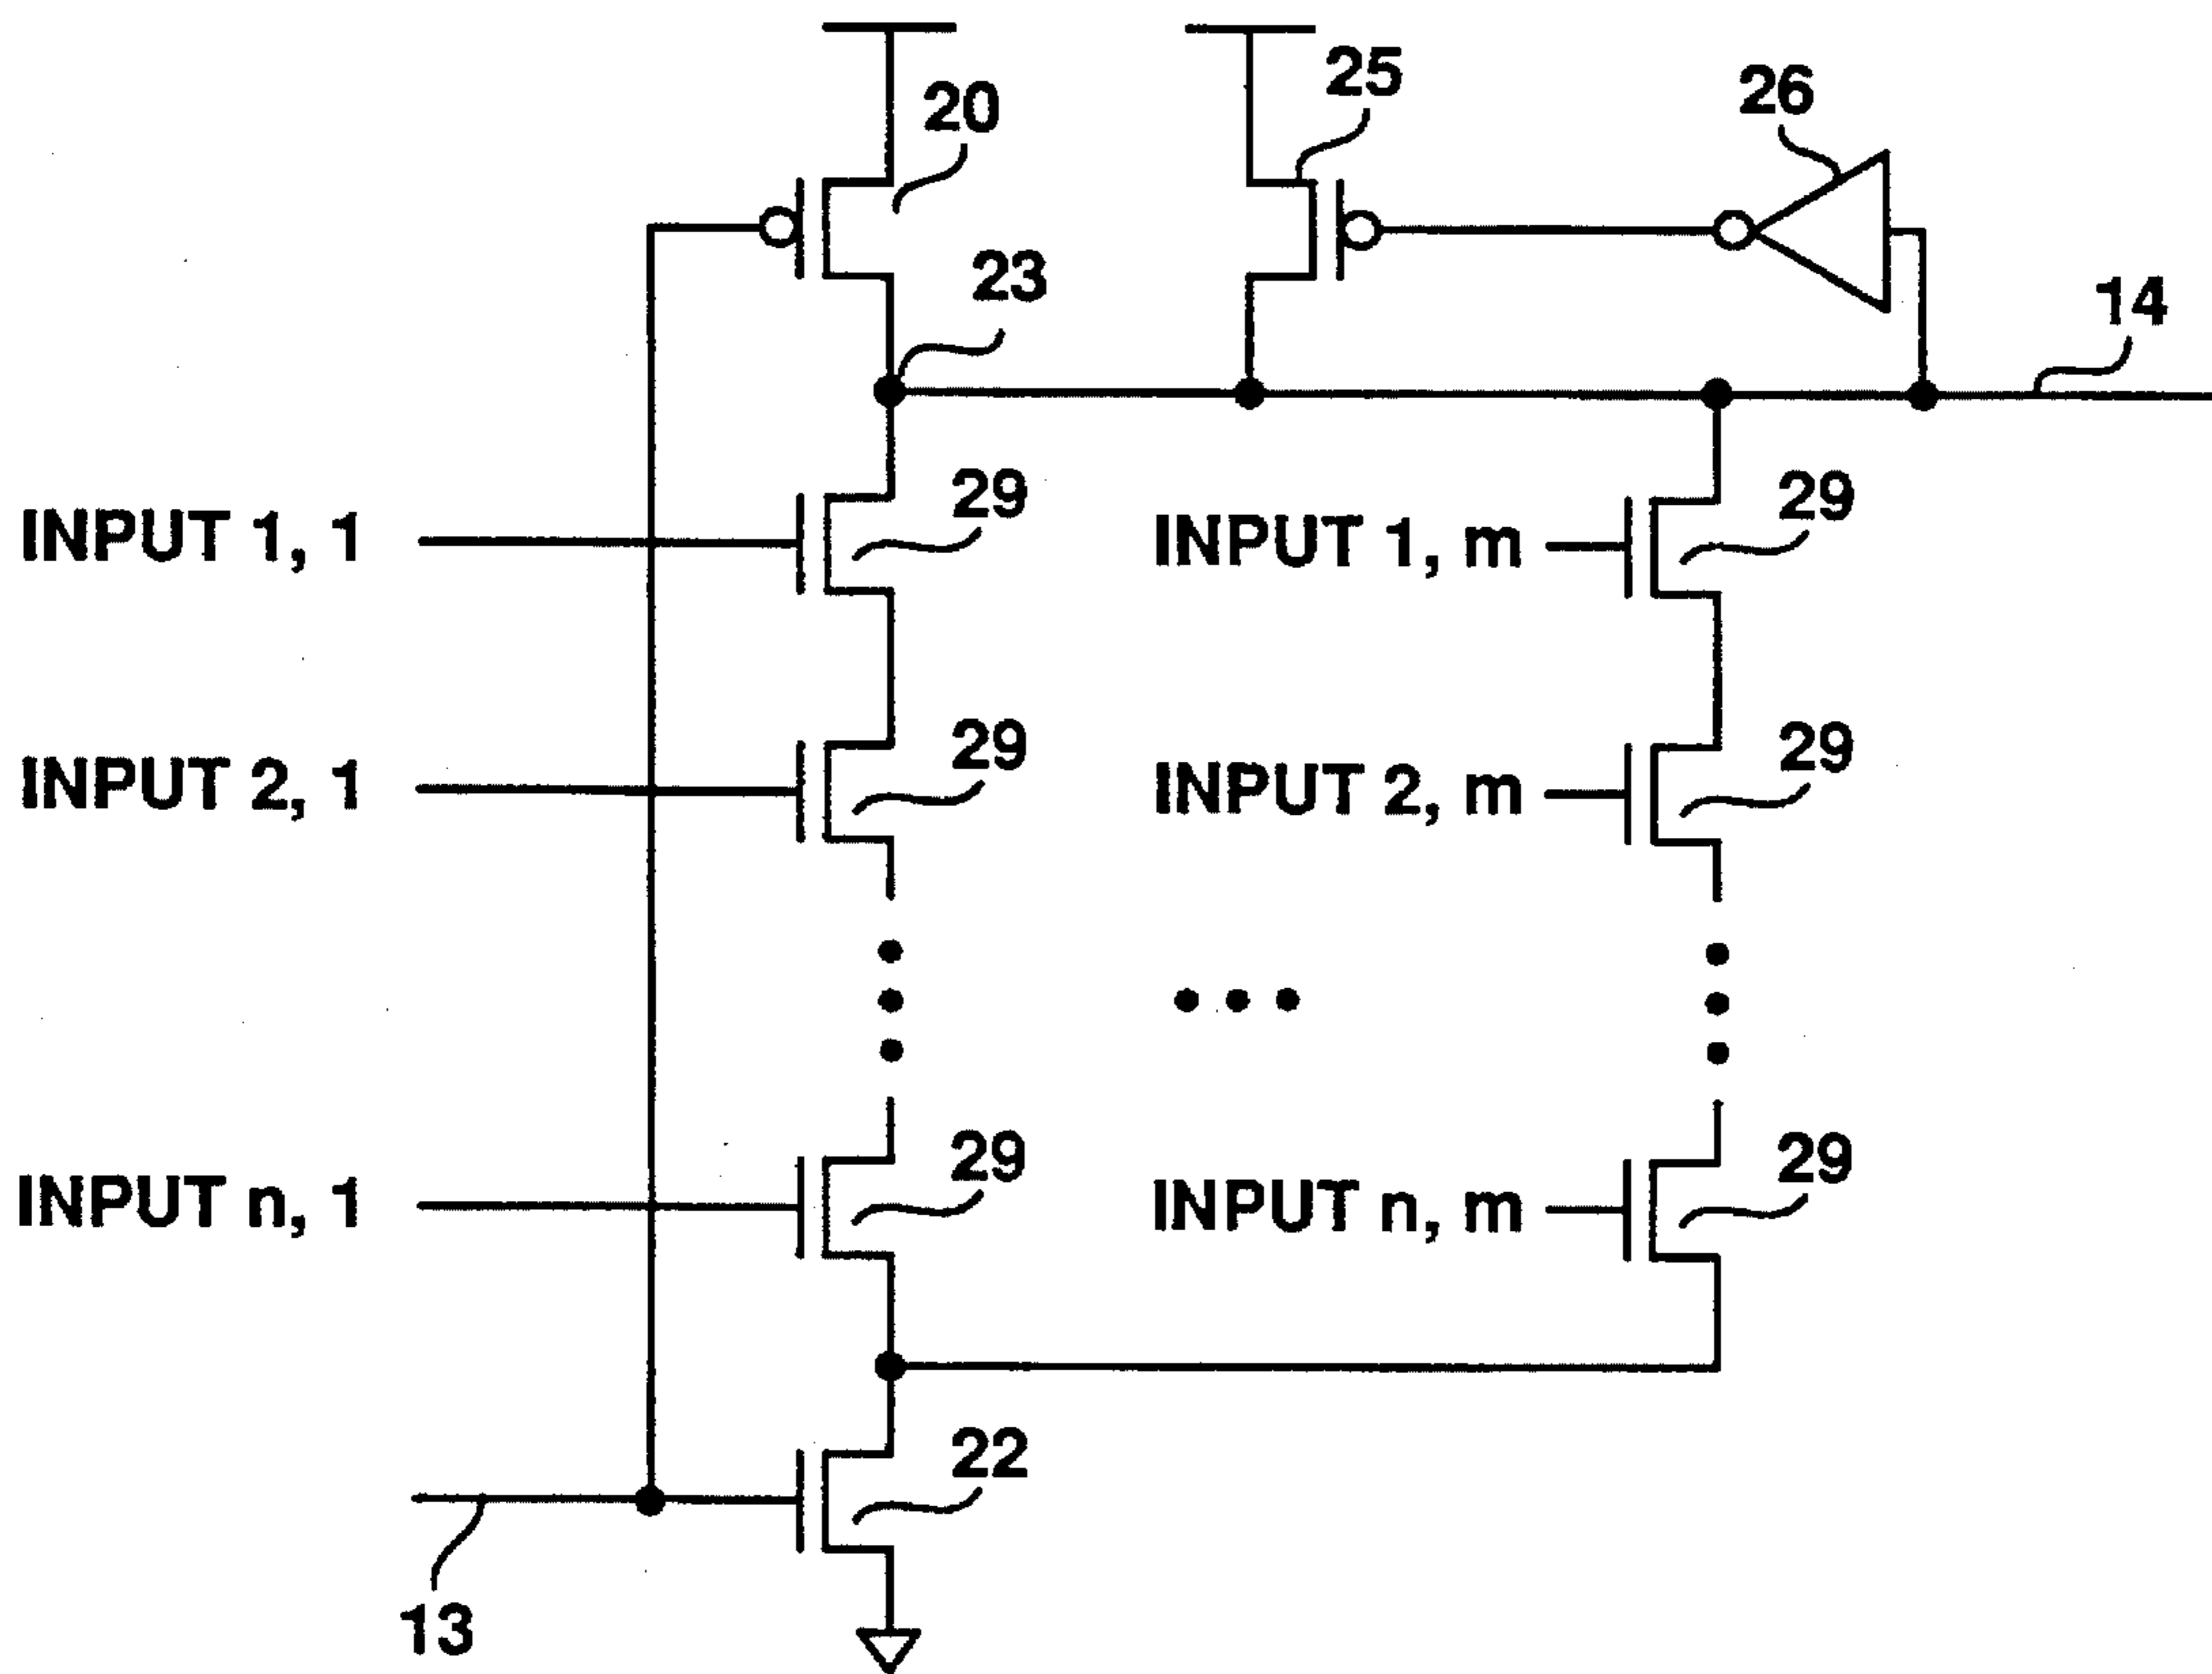 20
25
26
23
14
INPUT 1, 1
29
INPUT 1, m
29
INPUT 2, 1
29
INPUT 2, m
29
INPUT n, 1
29
INPUT n, m
29
22
13